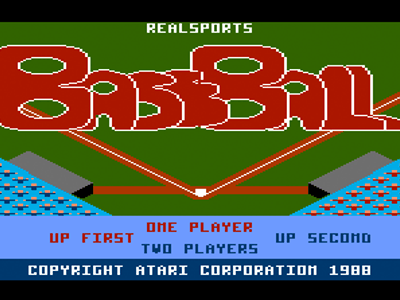 REALSPORTS
BASEBALL
ONE PLAYER
UP FIRST UP SECOND
TWO PLAYERS
COPYRIGHT ATARI CORPORATION 1988